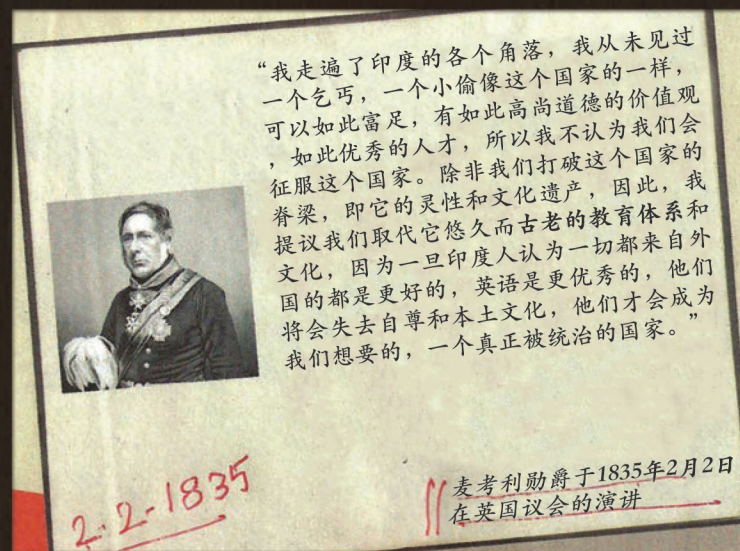 “我走遍了印度的各个角落，我从未见过
一个乞丐，一个小偷像这个国家的一样，
可以如此富足，有如此高尚道德的价值观
，如此优秀的人才，所以我不认为我们会
征服这个国家。除非我们打破这个国家的
脊梁，即它的灵性和文化遗产，因此，我
提议我们取代它悠久而古老的教育体系和
文化，因为一旦印度人认为一切都来自外
国的都是更好的，英语是更优秀的，他们
将会失去自尊和本土文化，他们才会成为
我们想要的，一个真正被统治的国家。”
2.2-1835
麦考利勋爵于1835年2月2日
在英国议会的演讲